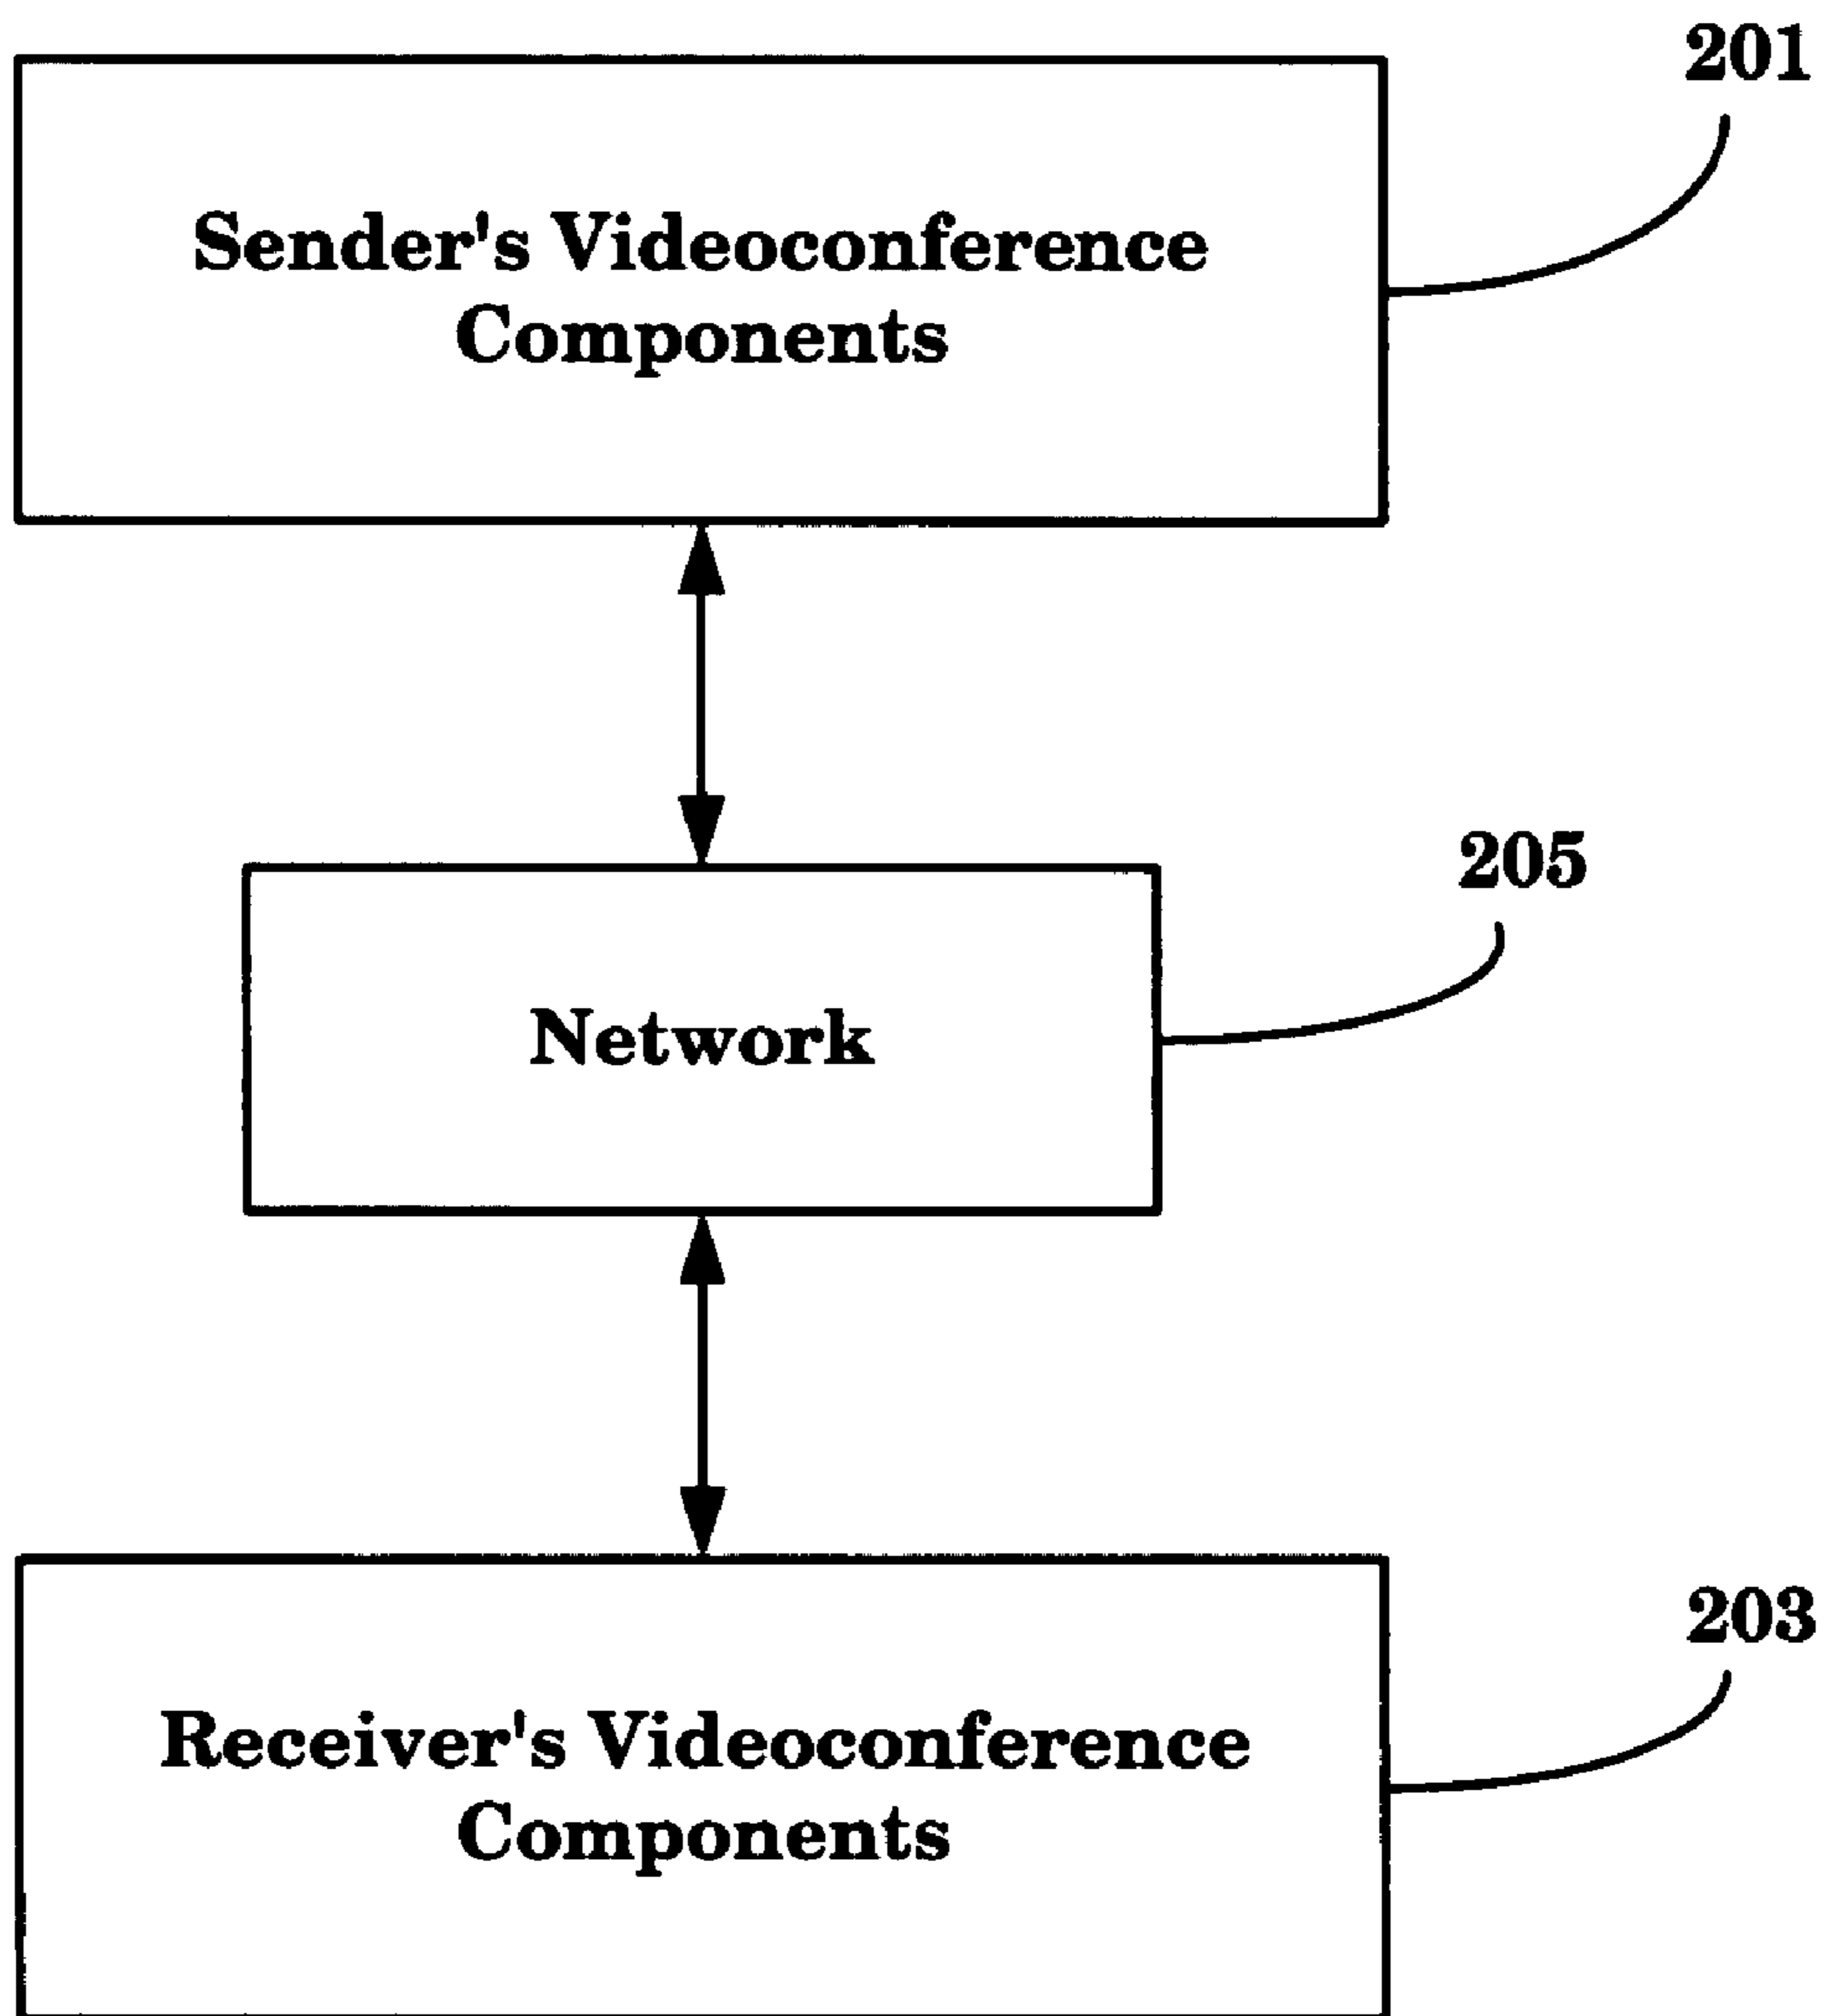 201
Sender's Videoconference
Components
205
Network
203
Receiver's Videoconference
Components